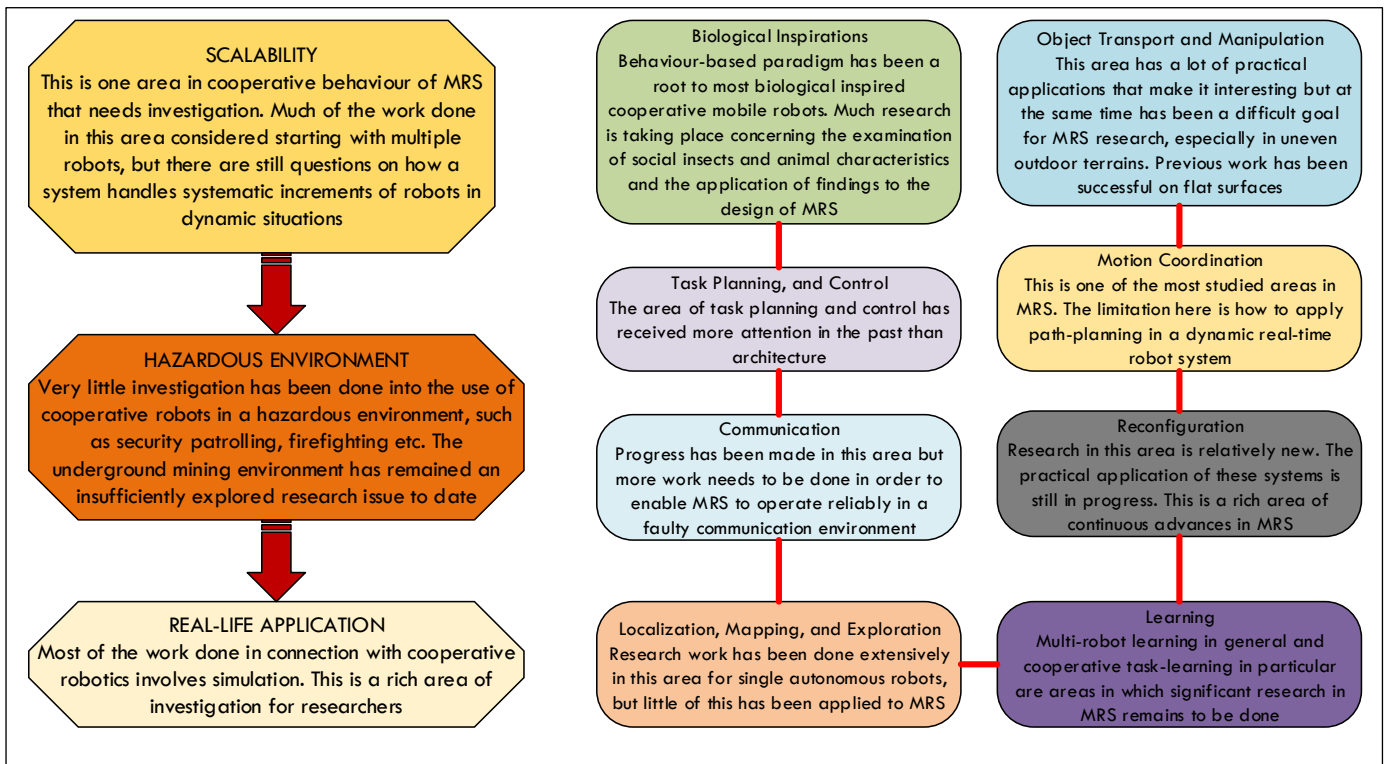 SCALABILITY
This is one area in cooperative behaviour of MRS
that needs investigation. Much of the work done
in this area considered starting with multiple
robots, but there are still questions on how a
system handles systematic increments of robots in
dynamic situations
HAZARDOUS ENVIRONMENT
Very little investigation has been done into the use of
cooperative robots in a hazardous environment, such
as security patrolling, firefighting etc. The
underground mining environment has remained an
insufficiently explored research issue to date
REAL-LIFE APPLICATION
Most of the work done in connection with cooperative
robotics involves simulation. This is a rich area of
investigation for researchers
Biological Inspirations
Behaviour-based paradigm has been a
root to most biological inspired
cooperative mobile robots. Much research
is taking place concerning the examination
of social insects and animal characteristics
and the application of findings to the
design of MRS
Task Planning, and Control
The area of task planning and control has
received more attention in the past than
architecture
Communication
Progress has been made in this area but
more work needs to be done in order to
enable MRS to operate reliably in a
faulty communication environment
Localization, Mapping, and Exploration
Research work has been done extensively
in this area for single autonomous robots,
but little of this has been applied to MRS
Object Transport and Manipulation
This area has a lot of practical
applications that make it interesting but at
the same time has been a difficult goal
for MRS research, especially in uneven
outdoor terrains. Previous work has been
successful on flat surfaces
Motion Coordination
This is one of the most studied areas in
MRS. The limitation here is how to apply
path-planning in a dynamic real-time
robot system
Reconfiguration
Research in this area is relatively new. The
practical application of these systems is
still in progress. This is a rich area of
continuous advances in MRS
Learning
Multi-robot learning in general and
cooperative task-learning in particular
are areas in which significant research in
MRS remains to be done